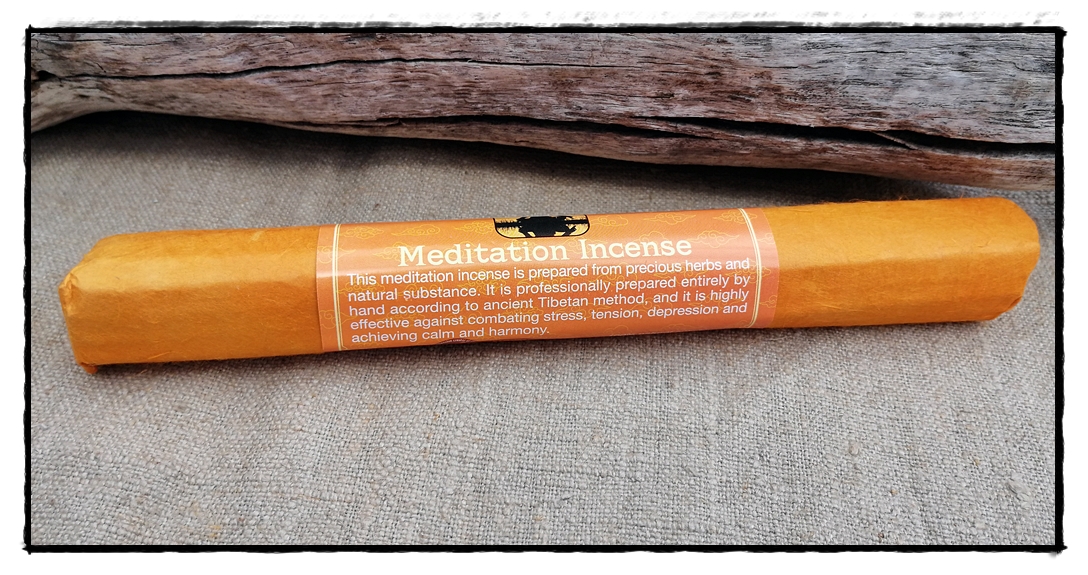 Meditation Incense
This meditation incense is prepared from precious herbs and
natural substance. It is professionally prepared entirely by
hand according to ancient Tibetan method, and it is highly
effective against combating stress, tension, depression and
achieving calm and harmony.